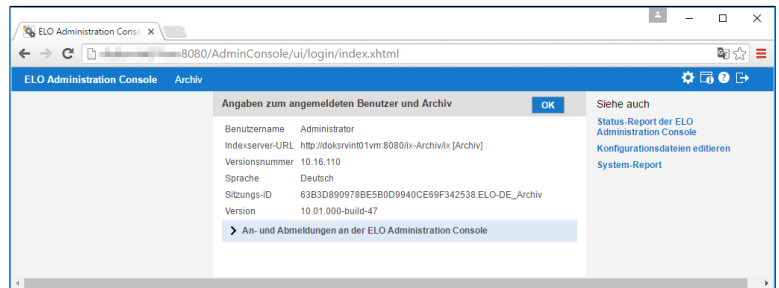 ELO Administration Consc
8080/AdminConsole/ui/login/index.xhtml
ELO Administration Console Archiv
Angaben zum angemeldeten Benutzer und Archiv
OK
Benutzername Administrator
Indexserver-URL http://doksrvint01vm:8080/ix-Archiv/ix [Archiv]
Versionsnummer 10.16.110
Sprache Deutsch
Sitzungs-ID 63B3D890978BE5B0D9940CE69F342538.ELO-DE_Archiv
Version 10.01.000-build-47
An- und Abmeldungen an der ELO Administration Console
Siehe auch
Status-Report der ELO
Administration Console
Konfigurationsdateien editieren
System-Report